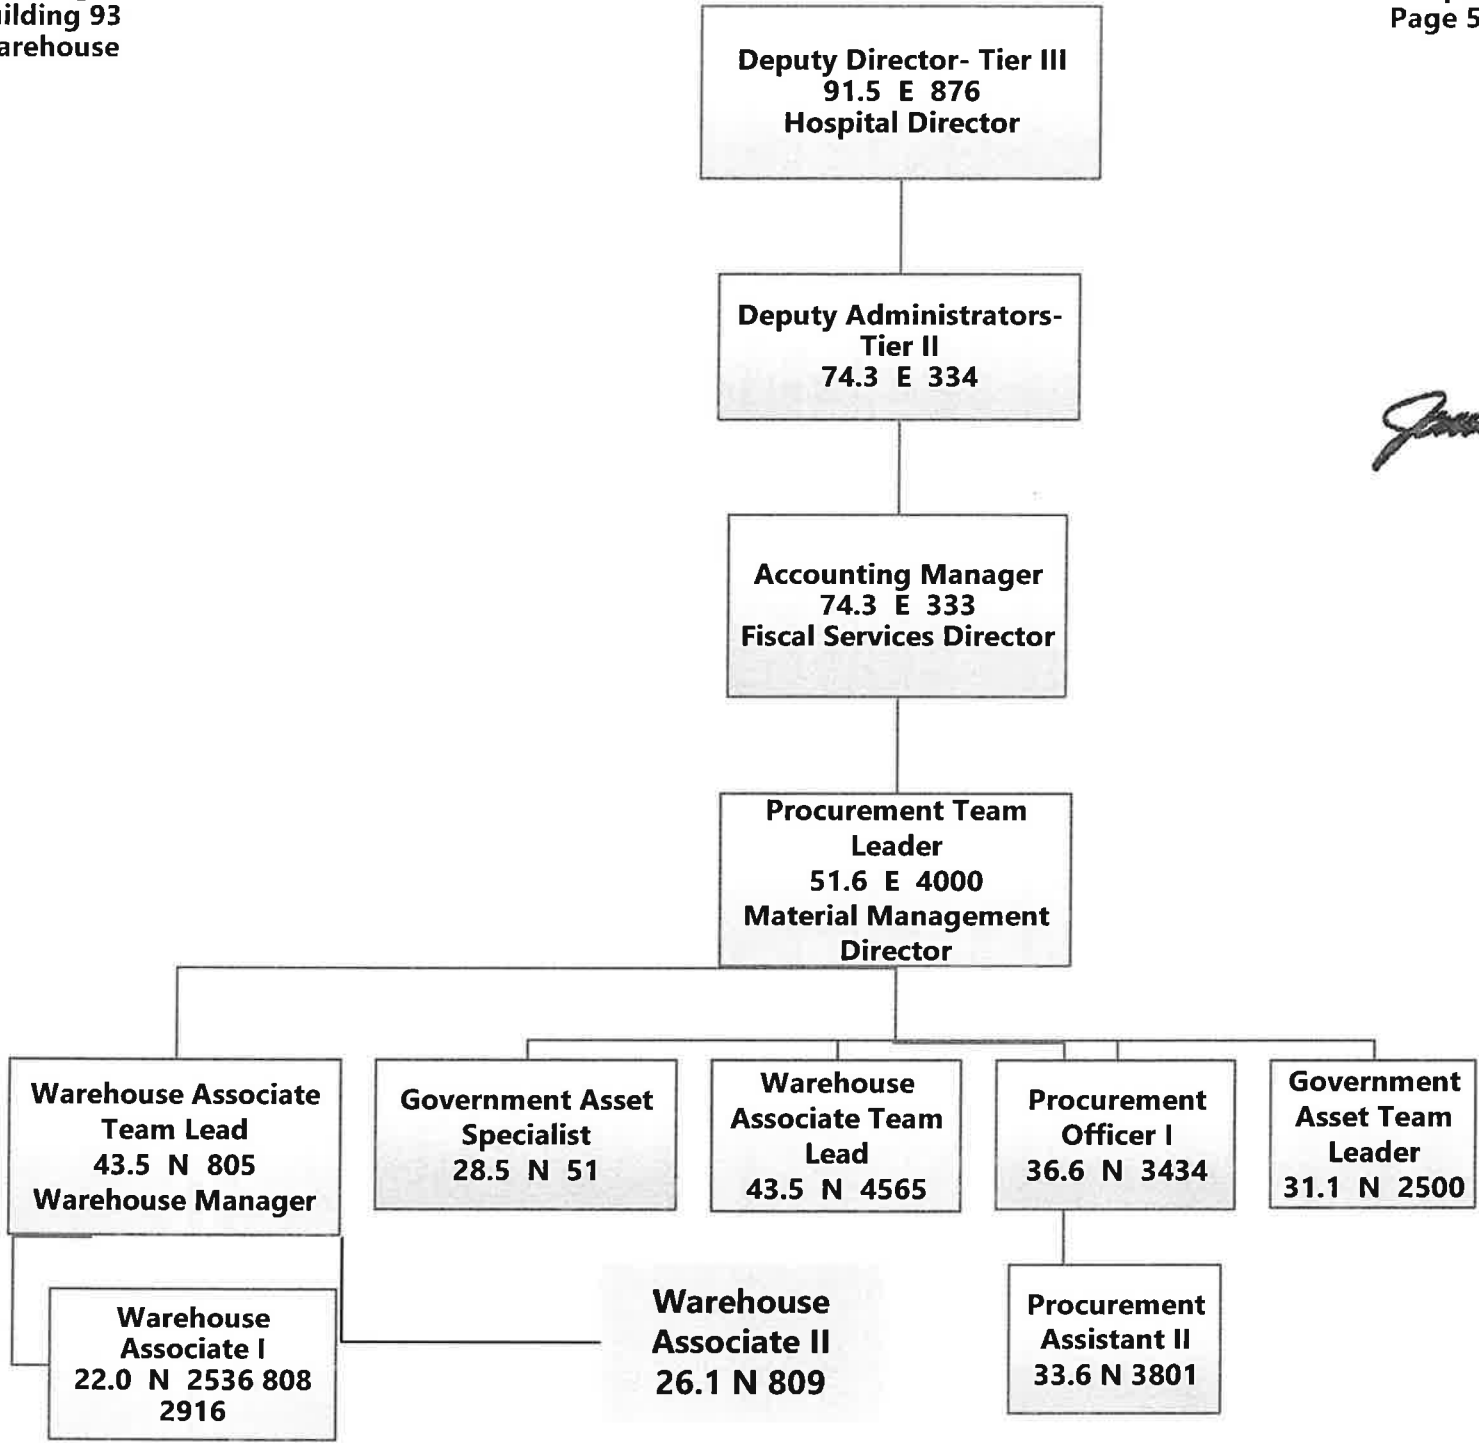 93
Page 5
Deputy Director- Tier III
91.5 E 876
Hospital Director
Deputy Administrators-
Tier II
74.3 E 334
Accounting Manager
74.3 E 333
Fiscal Services Director
Procurement Team
Leader
51.6 E 4000
Material Management
Director
Warehouse Associate
Team Lead
43.5 N 805
Warehouse Manager
Government Asset
Specialist
28.5 N 51
Warehouse
Associate Team
Lead
43.5 N 4565
Procurement
Officer I
36.6 N 3434
Government
Asset Team
Leader
31.1 N 2500
Warehouse
Associate I
22.0 N 2536 808
2916
Warehouse
Associate II
26.1 N 809
Procurement
Assistant II
33.6 N 3801